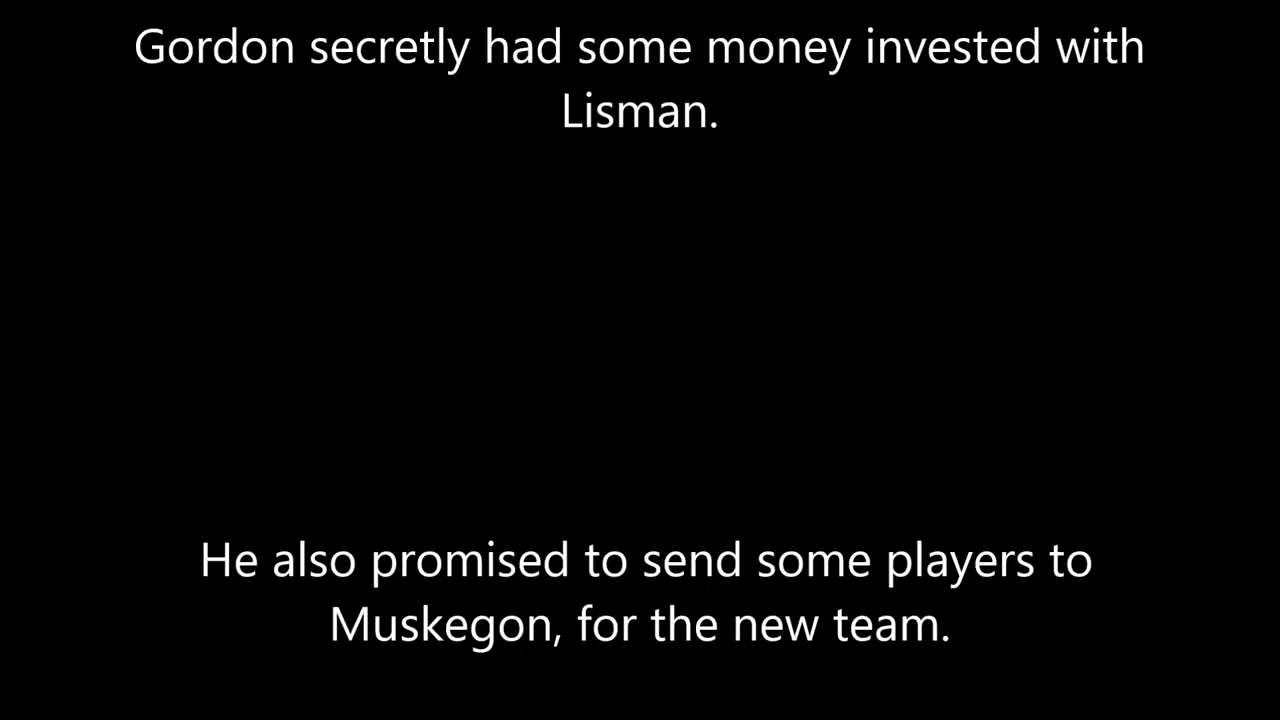 Gordon secretly had some money invested with
Lisman.
He also promised to send some players to
Muskegon, for the new team.